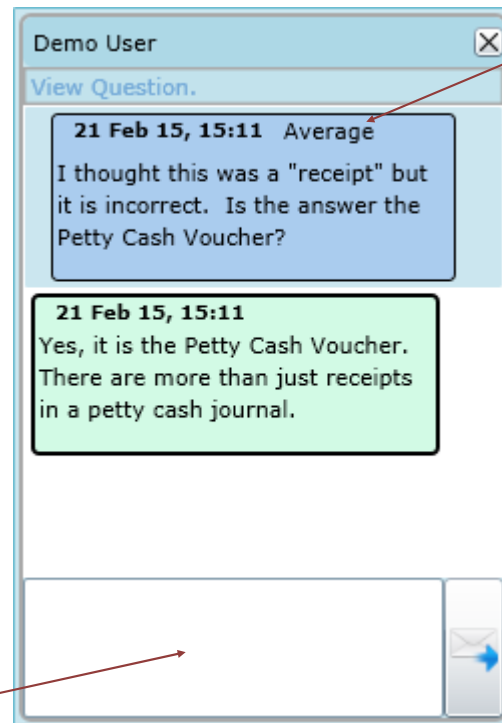 Demo User
View Question.
21 Feb 15, 15:11 Average
I thought this was a "receipt" but
it is incorrect. Is the answer the
Petty Cash Voucher?
21 Feb 15, 15:11
Yes, it is the Petty Cash Voucher.
There are more than just receipts
in a petty cash journal.